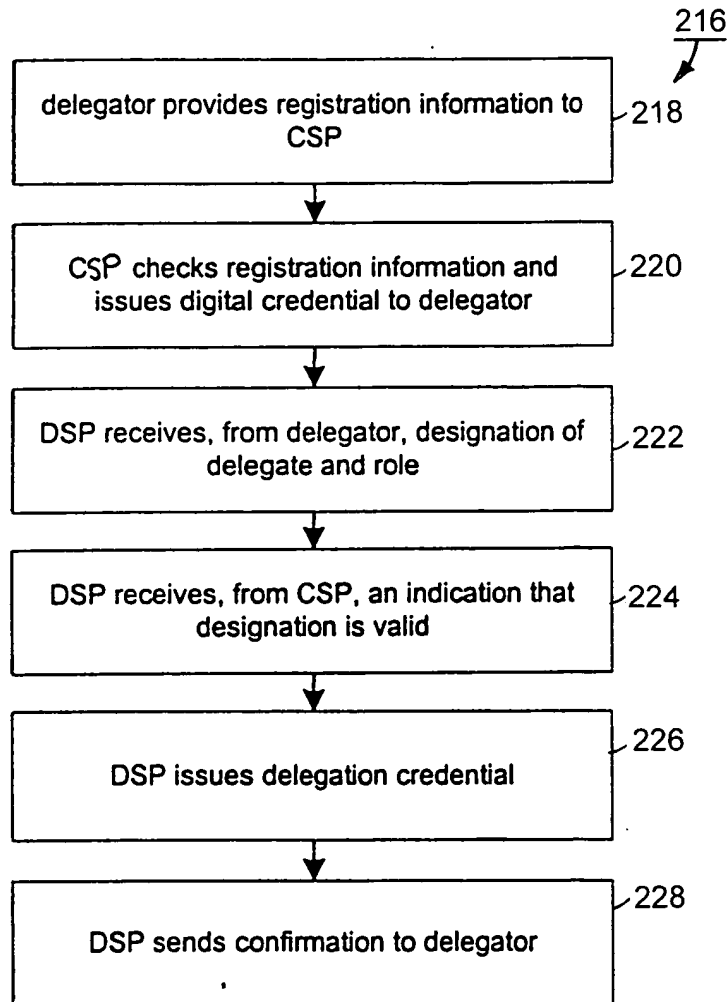 216
delegator provides registration information to
CSP
218
CSP checks registration information and
issues digital credential to delegator
220
DSP receives, from delegator, designation of
delegate and role
222
DSP receives, from CSP, an indication that
designation is valid
224
DSP issues delegation credential
226
DSP sends confirmation to delegator
228